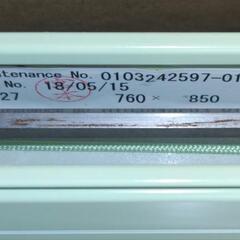 tenance No. 0103242597-01
No. 18/05/15
27 760 × 850